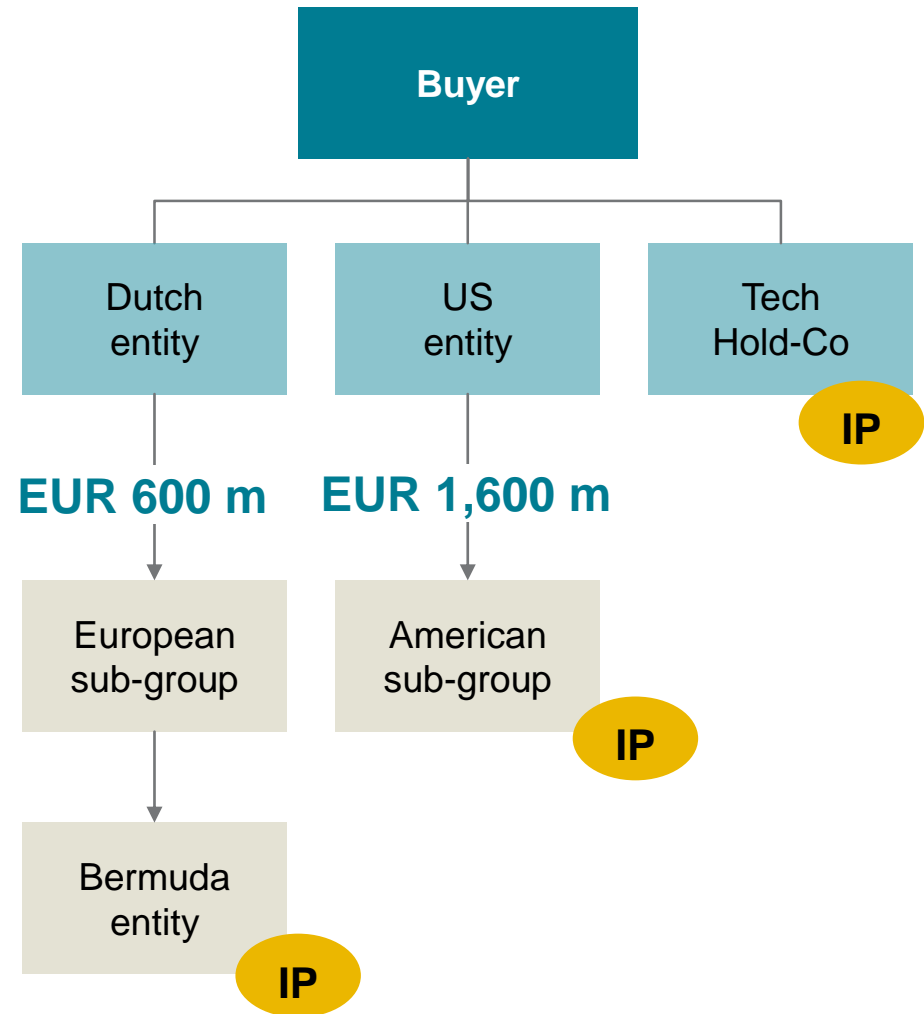 Buyer
Dutch
entity
US
entity
Tech
Hold-Co
IP
EUR 600 m
EUR 1,600 m
European
sub-group
American
sub-group
IP
Bermuda
entity
IP